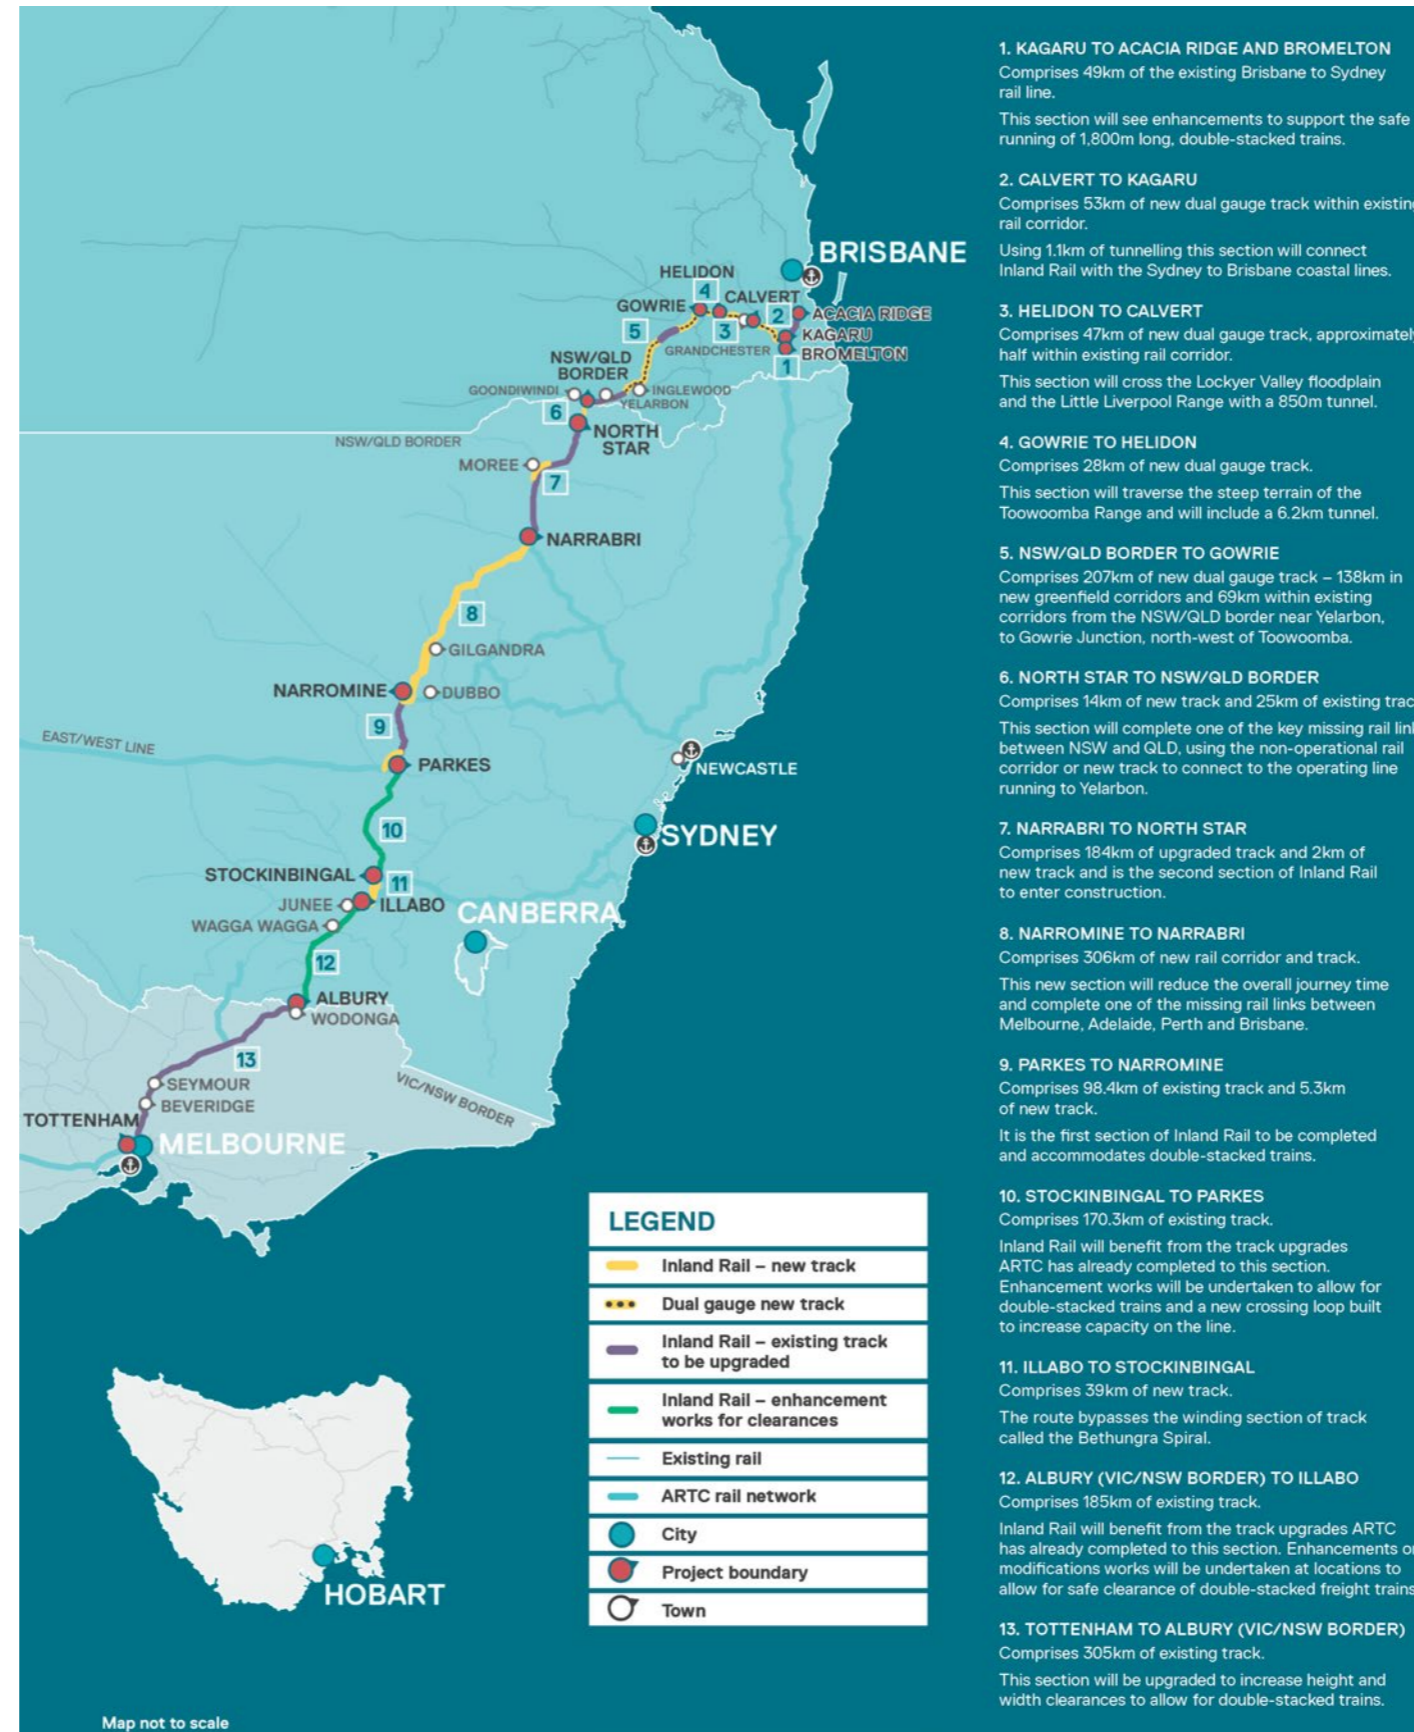 BRISBANE
HELIDON
4
CALVERT
GOWRIE
2
ACACIA RIDGE
5
3
KAGARU
GRANDCHESTER
BROMELTON
NSW/QLD
BORDER
1
GOONDIWINDI
INGLEWOOD
YELARBON
6
NORTH
STAR
NSW/QLD BORDER
MOREE
7
NARRABRI
8
GILGANDRA
NARROMINE
DUBBO
9
EAST/WEST LINE
PARKES
NEWCASTLE
10
SYDNEY
STOCKINBINGAL
11
JUNEE
ILLABO
CANBERRA
WAGGA WAGGA
12
ALBURY
WODONGA
13
SEYMOUR
VIC/NSW BORDER
BEVERIDGE
TOTTENHAM
MELBOURNE
LEGEND
Inland Rail – new track
Dual gauge new track
Inland Rail – existing track
to be upgraded
Inland Rail – enhancement
works for clearances
Existing rail
ARTC rail network
City
Project boundary
Town
HOBART
Map not to scale
1. KAGARU TO ACACIA RIDGE AND BROMELTON
Comprises 49km of the existing Brisbane to Sydney
rail line.
This section will see enhancements to support the safe
running of 1,800m long, double-stacked trains.
2. CALVERT TO KAGARU
Comprises 53km of new dual gauge track within existing
rail corridor.
Using 1.1km of tunnelling this section will connect
Inland Rail with the Sydney to Brisbane coastal lines.
3. HELIDON TO CALVERT
Comprises 47km of new dual gauge track, approximately
half within existing rail corridor.
This section will cross the Lockyer Valley floodplain
and the Little Liverpool Range with a 850m tunnel.
4. GOWRIE TO HELIDON
Comprises 28km of new dual gauge track.
This section will traverse the steep terrain of the
Toowoomba Range and will include a 6.2km tunnel.
5. NSW/QLD BORDER TO GOWRIE
Comprises 207km of new dual gauge track – 138km in
new greenfield corridors and 69km within existing
corridors from the NSW/QLD border near Yelarbon,
to Gowrie Junction, north-west of Toowoomba.
6. NORTH STAR TO NSW/QLD BORDER
Comprises 14km of new track and 25km of existing trac
This section will complete one of the key missing rail link
between NSW and QLD, using the non-operational rail
corridor or new track to connect to the operating line
running to Yelarbon.
7. NARRABRI TO NORTH STAR
Comprises 184km of upgraded track and 2km of
new track and is the second section of Inland Rail
to enter construction.
8. NARROMINE TO NARRABRI
Comprises 306km of new rail corridor and track.
This new section will reduce the overall journey time
and complete one of the missing rail links between
Melbourne, Adelaide, Perth and Brisbane.
9. PARKES TO NARROMINE
Comprises 98.4km of existing track and 5.3km
of new track.
It is the first section of Inland Rail to be completed
and accommodates double-stacked trains.
10. STOCKINBINGAL TO PARKES
Comprises 170.3km of existing track.
Inland Rail will benefit from the track upgrades
ARTC has already completed to this section.
Enhancement works will be undertaken to allow for
double-stacked trains and a new crossing loop built
to increase capacity on the line.
11. ILLABO TO STOCKINBINGAL
Comprises 39km of new track.
The route bypasses the winding section of track
called the Bethungra Spiral.
12. ALBURY (VIC/NSW BORDER) TO ILLABO
Comprises 185km of existing track.
Inland Rail will benefit from the track upgrades ARTC
has already completed to this section. Enhancements or
modifications works will be undertaken at locations to
allow for safe clearance of double-stacked freight trains
13. TOTTENHAM TO ALBURY (VIC/NSW BORDER)
Comprises 305km of existing track.
This section will be upgraded to increase height and
width clearances to allow for double-stacked trains.